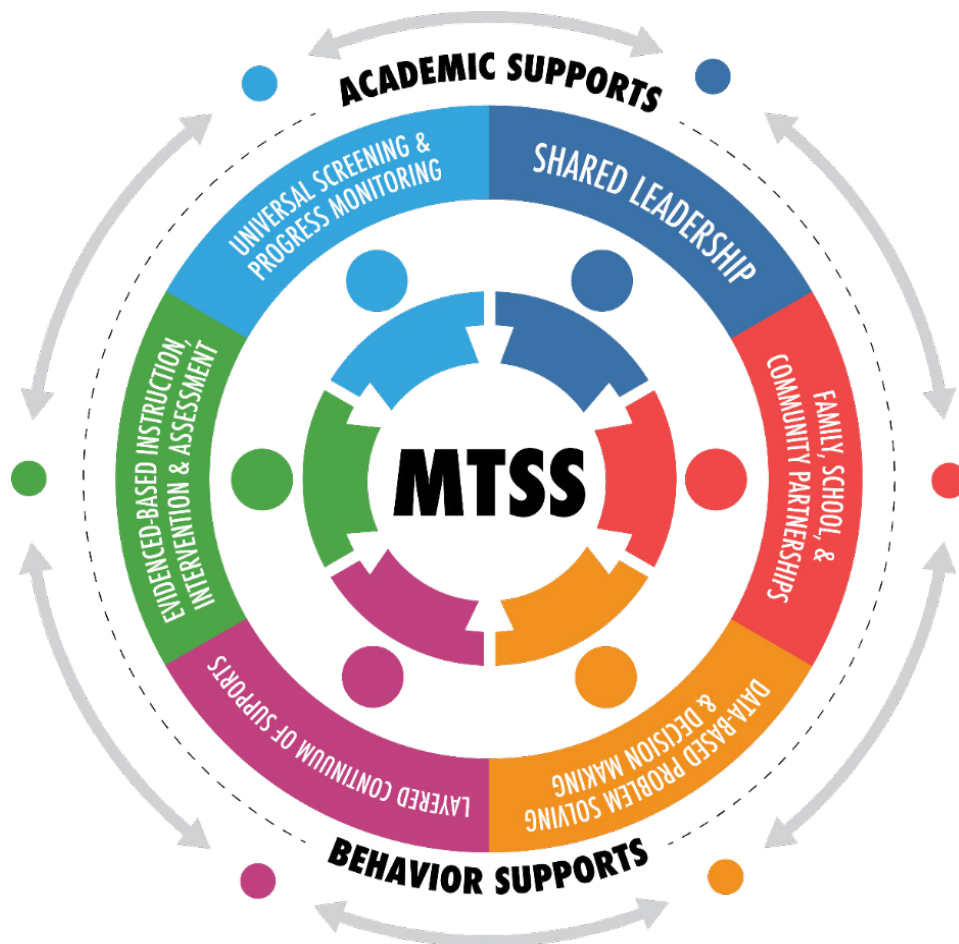 ACADEMIC SUPPORTS
UNIVERSAL SCREENING &
PROGRESS MONITORING
SHARED LEADERSHIP
FAMILY, SCHOOL, &
COMMUNITY PARTNERSHIPS
DATA-BASED PROBLEM SOLVING
& DECISION MAKING
LAYERED CONTINUUM OF SUPPORTS
EVIDENCED-BASED INSTRUCTION,
INTERVENTION & ASSESSMENT
MTSS
BEHAVIOR SUPPORTS